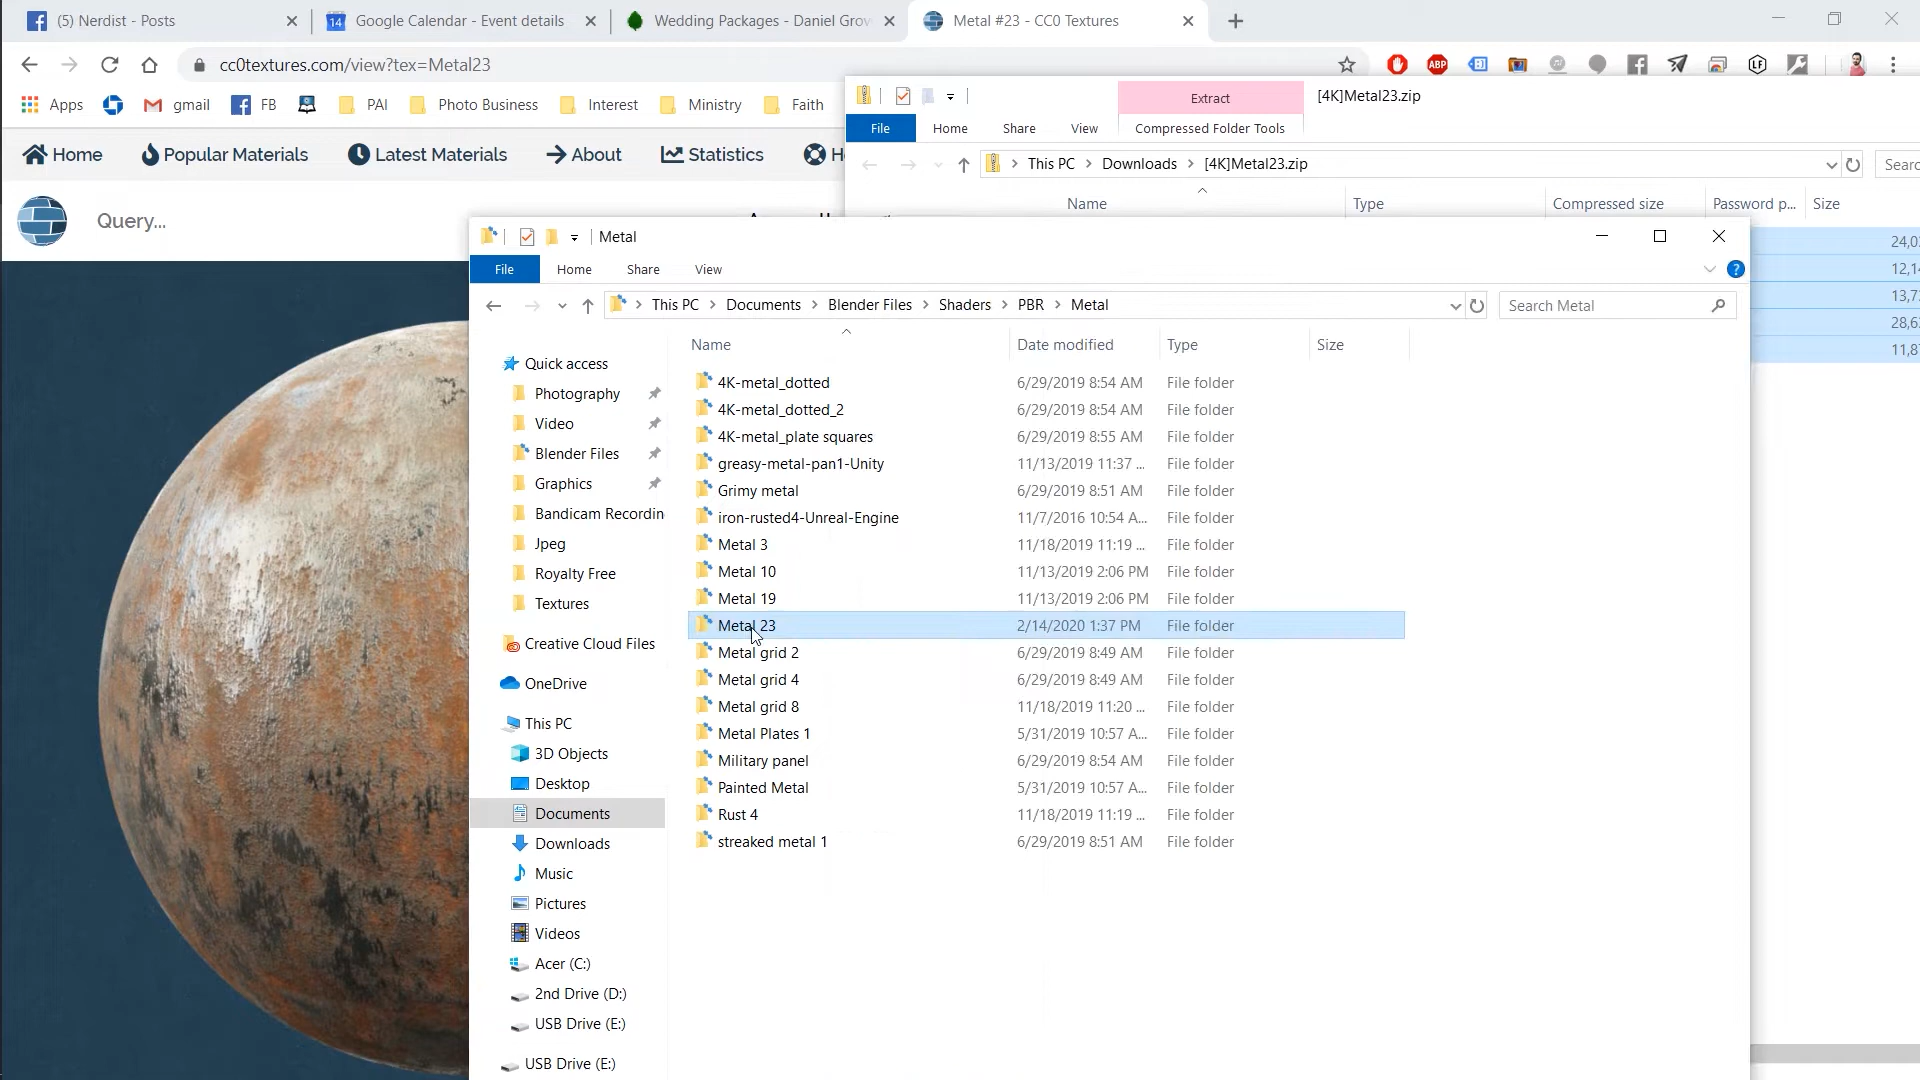 (5) Nerdist - Posts
Google Calendar - Event details
Wedding Packages - Daniel Grov
Metal #23 - CC0 Textures
cc0textures.com/view?tex=Metal23
Apps
gmail
FB
PAI
Photo Business
Interest
Ministry
Faith
ABP
LF
14
Extract
[4K]Metal23.zip
File
Home
Share
View
Compressed Folder Tools
Home
Popular Materials
Latest Materials
About
Statistics
This PC > Downloads > [4K]Metal23.zip
Name
Type
Compressed size
Password p...
Size
Query...
24,0
12,1
13,7
28,6
11,8
Metal
File
Home
Share
View
This PC > Documents > Blender Files > Shaders > PBR > Metal
Search Metal
Name
Date modified
Type
Size
Quick access
Photography
Video
Blender Files
Graphics
Bandicam Recordin
Jpeg
Royalty Free
Textures
Creative Cloud Files
OneDrive
This PC
3D Objects
Desktop
Documents
Downloads
Music
Pictures
Videos
Acer (C:)
2nd Drive (D:)
USB Drive (E:)
USB Drive (E:)
4K-metal_dotted 6/29/2019 8:54 AM File folder
4K-metal_dotted_2 6/29/2019 8:54 AM File folder
4K-metal_plate squares 6/29/2019 8:55 AM File folder
greasy-metal-pan1-Unity 11/13/2019 11:37 ... File folder
Grimy metal 6/29/2019 8:51 AM File folder
iron-rusted4-Unreal-Engine 11/7/2016 10:54 A... File folder
Metal 3 11/18/2019 11:19 ... File folder
Metal 10 11/13/2019 2:06 PM File folder
Metal 19 11/13/2019 2:06 PM File folder
Metal 23 2/14/2020 1:37 PM File folder
Metal grid 2 6/29/2019 8:49 AM File folder
Metal grid 4 6/29/2019 8:49 AM File folder
Metal grid 8 11/18/2019 11:20 ... File folder
Metal Plates 1 5/31/2019 10:57 A... File folder
Military panel 6/29/2019 8:54 AM File folder
Painted Metal 5/31/2019 10:57 A... File folder
Rust 4 11/18/2019 11:19 ... File folder
streaked metal 1 6/29/2019 8:51 AM File folder